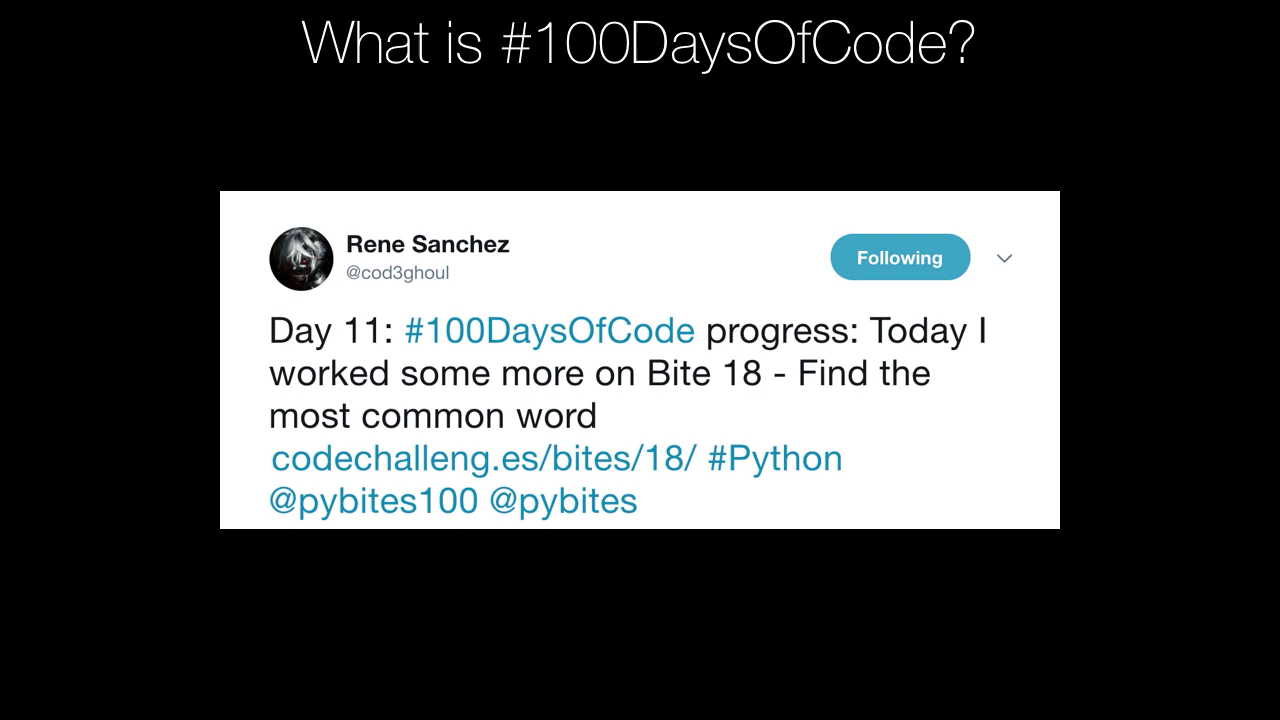 What is #100DaysOfCode?
Rene Sanchez
@cod3ghoul
Following
Day 11: #100DaysOfCode progress: Today I
worked some more on Bite 18 - Find the
most common word
codechalleng.es/bites/18/ #Python
@pybites100 @pybites